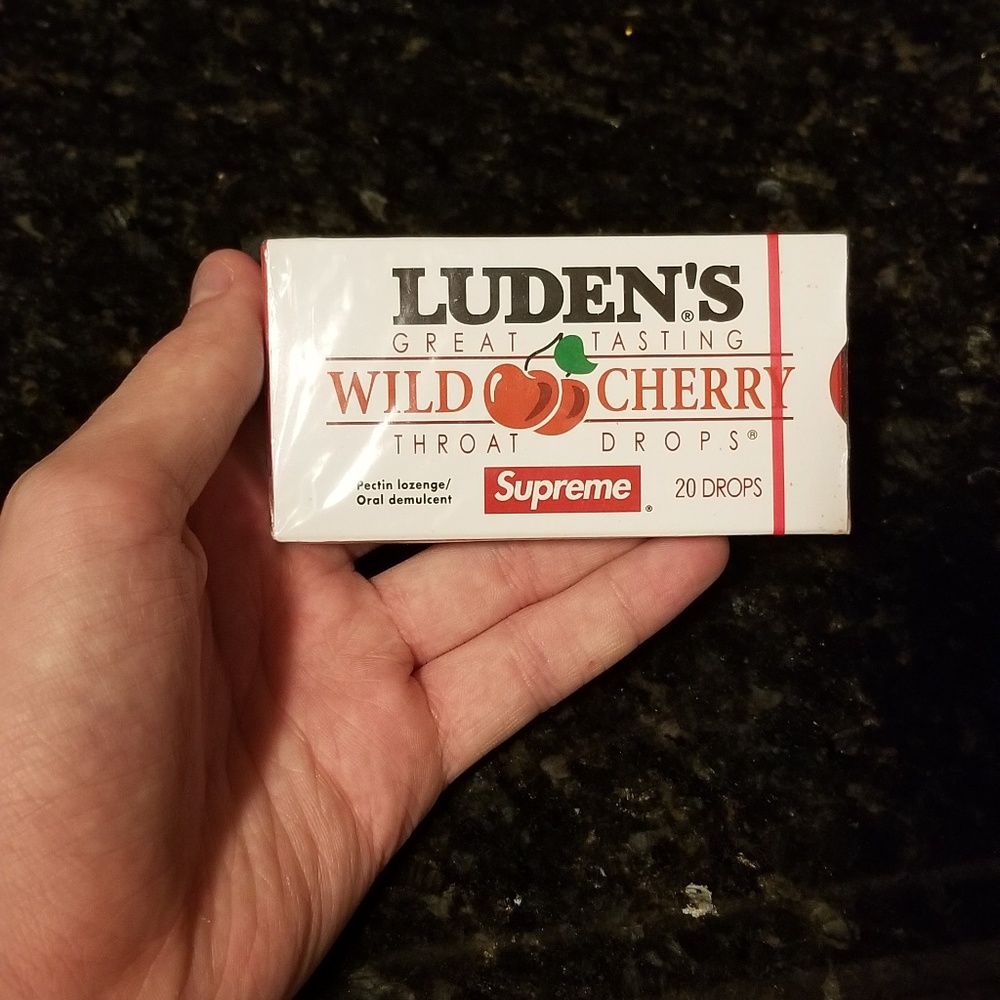 LUDEN'S®
GREAT TASTING
WILD CHERRY
THROAT DROPS®
Pectin lozenge/
Oral demulcent
Supreme®
20 DROPS